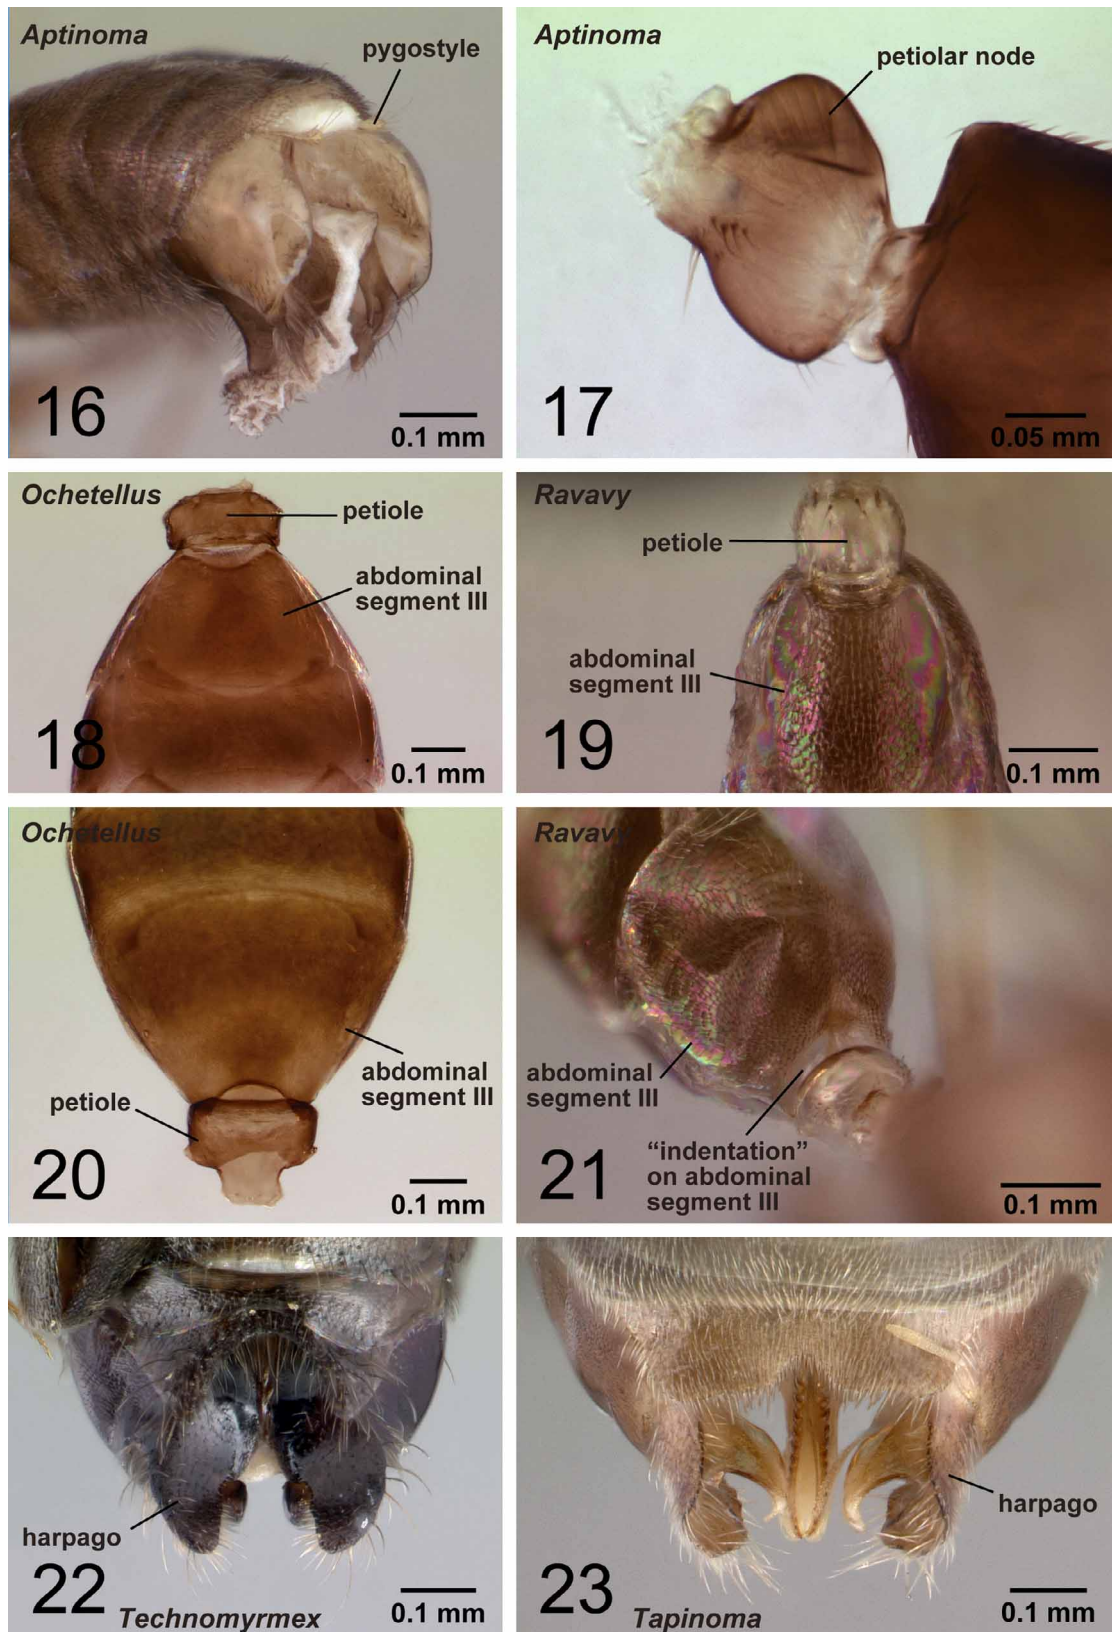 Aptinoma
pygostyle
16
0.1 mm
Aptinoma
petiolar node
17
0.05 mm
Ochetellus
petiole
abdominal
segment III
18
0.1 mm
Ravavy
petiole
abdominal
segment III
19
0.1 mm
Ochetellus
abdominal
segment III
petiole
20
0.1 mm
Ravavy
abdominal
segment III
“indentation”
on abdominal
segment III
21
0.1 mm
harpago
22
Technomyrmex
0.1 mm
harpago
23
Tapinoma
0.1 mm